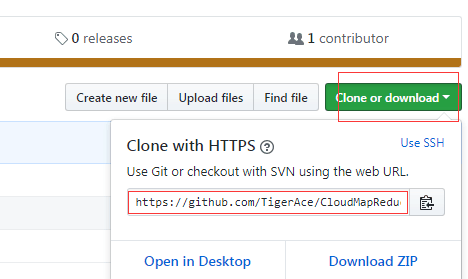 0 releases
1 contributor
Create new file
Upload files
Find file
Clone or download
Clone with HTTPS
Use SSH
Use Git or checkout with SVN using the web URL.
https://github.com/TigerAce/CloudMapRedu
Open in Desktop
Download ZIP